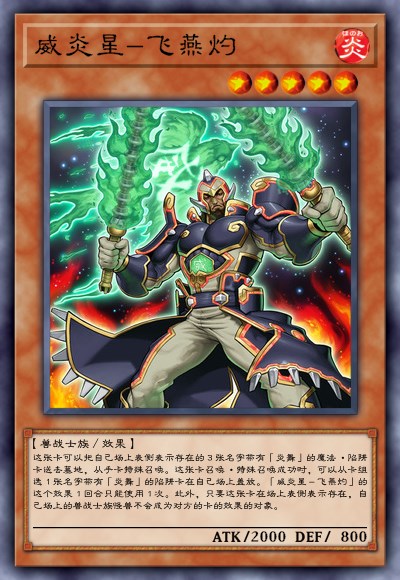 威炎星-飞燕灼
炎
ほのお
【兽战士族/效果】
这张卡可以把自己场上表侧表示存在的3张名字带有「炎舞」的魔法·陷阱
卡送去墓地，从手卡特殊召唤。这张卡召唤·特殊召唤成功时，可以从卡组
选1张名字带有「炎舞」的陷阱卡在自己场上盖放。「威炎星-飞燕灼」的
这个效果1回合只能使用1次。此外，只要这张卡在场上表侧表示存在，自
己场上的兽战士族怪兽不会成为对方的卡的效果的对象。
ATK/2000 DEF/ 800